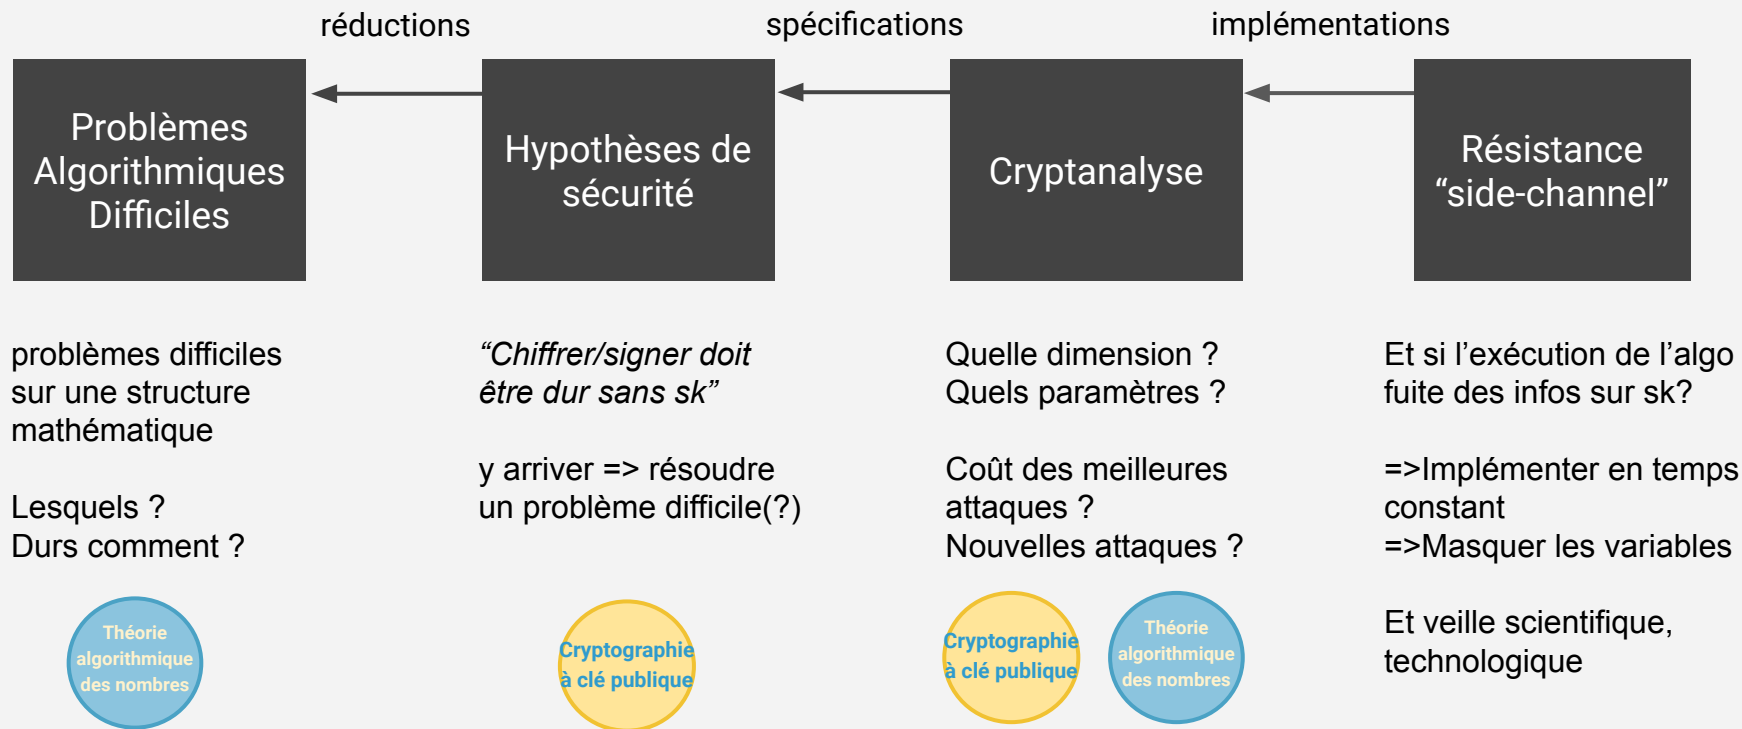 réductions
spécifications
implémentations
Problèmes
Algorithmiques
Difficiles
Hypothèses de
sécurité
Cryptanalyse
Résistance
“side-channel”
problèmes difficiles
sur une structure
mathématique
Lesquels ?
Durs comment ?
“Chiffrer/signer doit
être dur sans sk”
y arriver => résoudre
un problème difficile(?)
Quelle dimension ?
Quels paramètres ?
Coût des meilleures
attaques ?
Nouvelles attaques ?
Et si l’exécution de l’algo
fuite des infos sur sk?
=>Implémenter en temps
constant
=>Masquer les variables
Et veille scientifique,
technologique
Théorie
algorithmique
des nombres
Cryptographie
à clé publique
Cryptographie
à clé publique
Théorie
algorithmique
des nombres